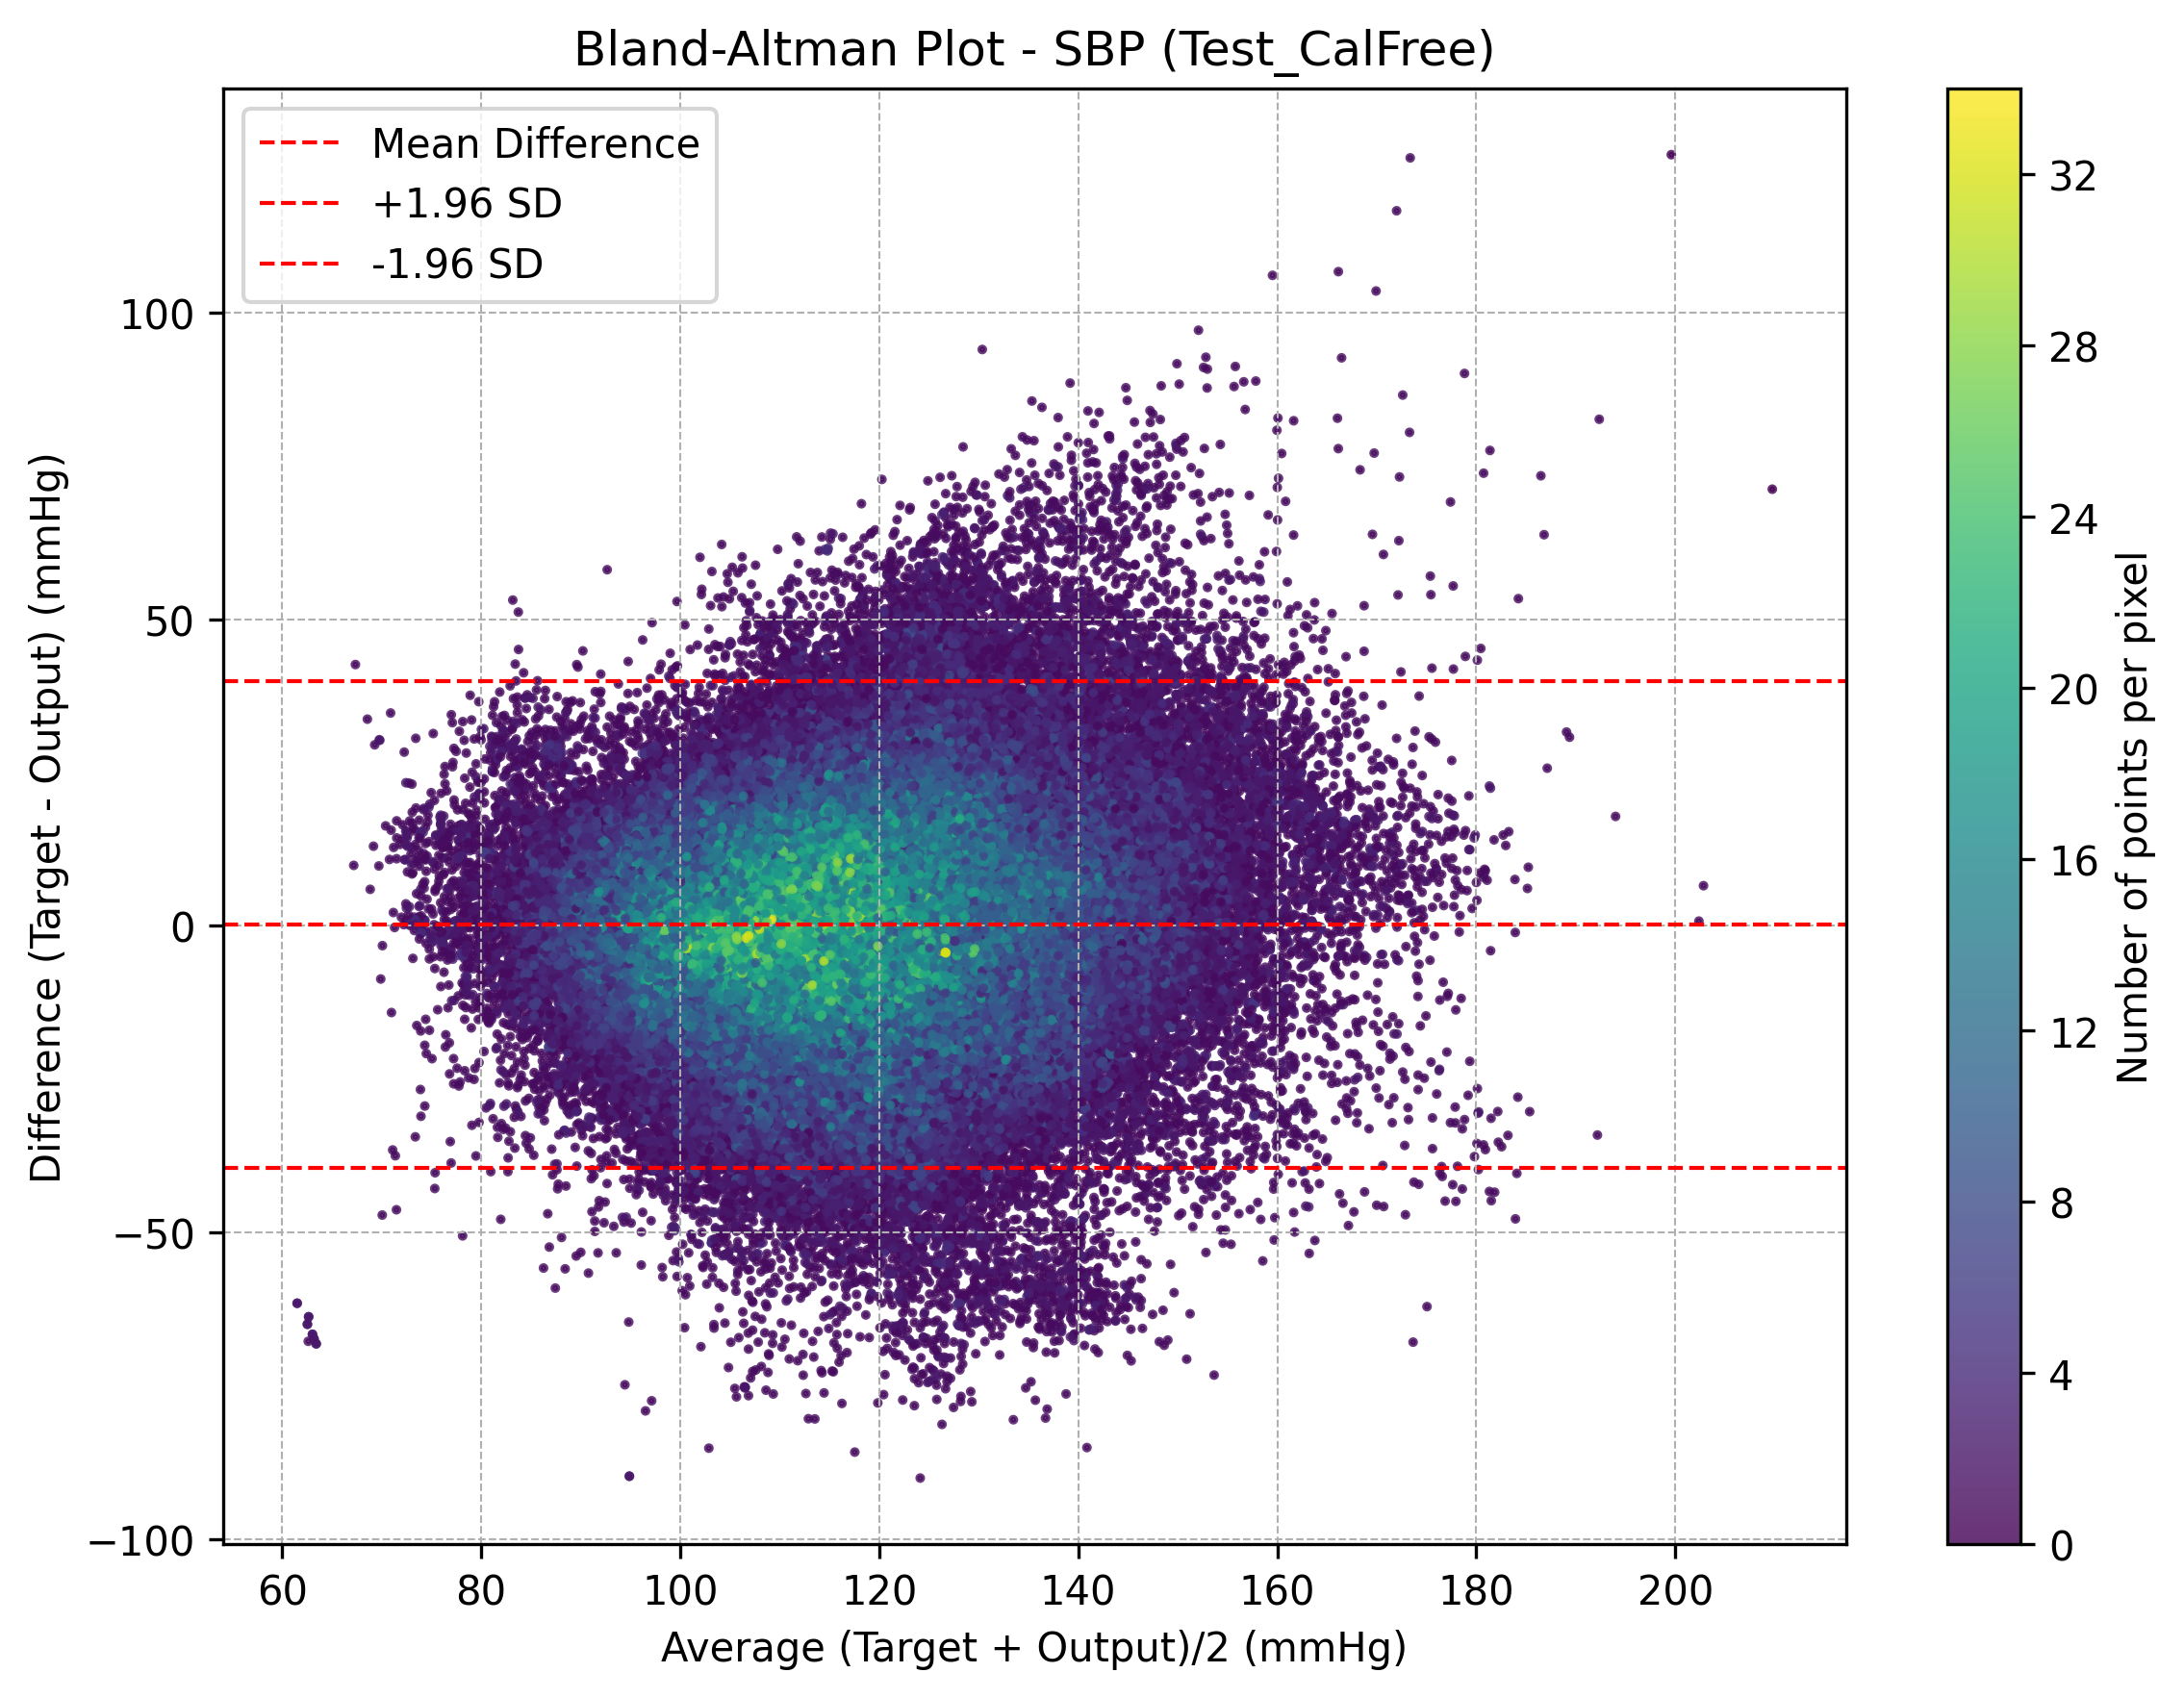 Bland-Altman Plot - SBP (Test_CalFree)
Mean Difference
+1.96 SD
-1.96 SD
Difference (Target - Output) (mmHg)
100
50
0
−50
−100
60 80 100 120 140 160 180 200
Average (Target + Output)/2 (mmHg)
32
28
24
20
16
12
8
4
0
Number of points per pixel